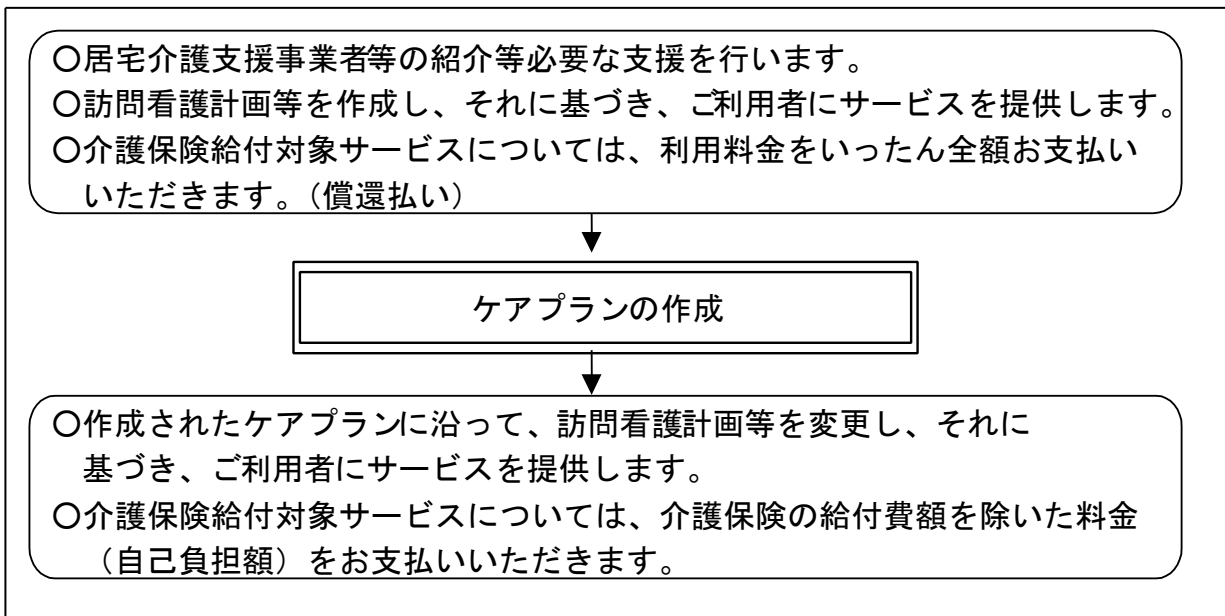 ○居宅介護支援事業者等の紹介等必要な支援を行います。
○訪問看護計画等を作成し、それに基づき、ご利用者にサービスを提供します。
○介護保険給付対象サービスについては、利用料金をいったん全額お支払い
いただきます。（償還払い）
ケアプランの作成
○作成されたケアプランに沿って、訪問看護計画等を変更し、それに
基づき、ご利用者にサービスを提供します。
○介護保険給付対象サービスについては、介護保険の給付費額を除いた料金
（自己負担額）をお支払いいただきます。